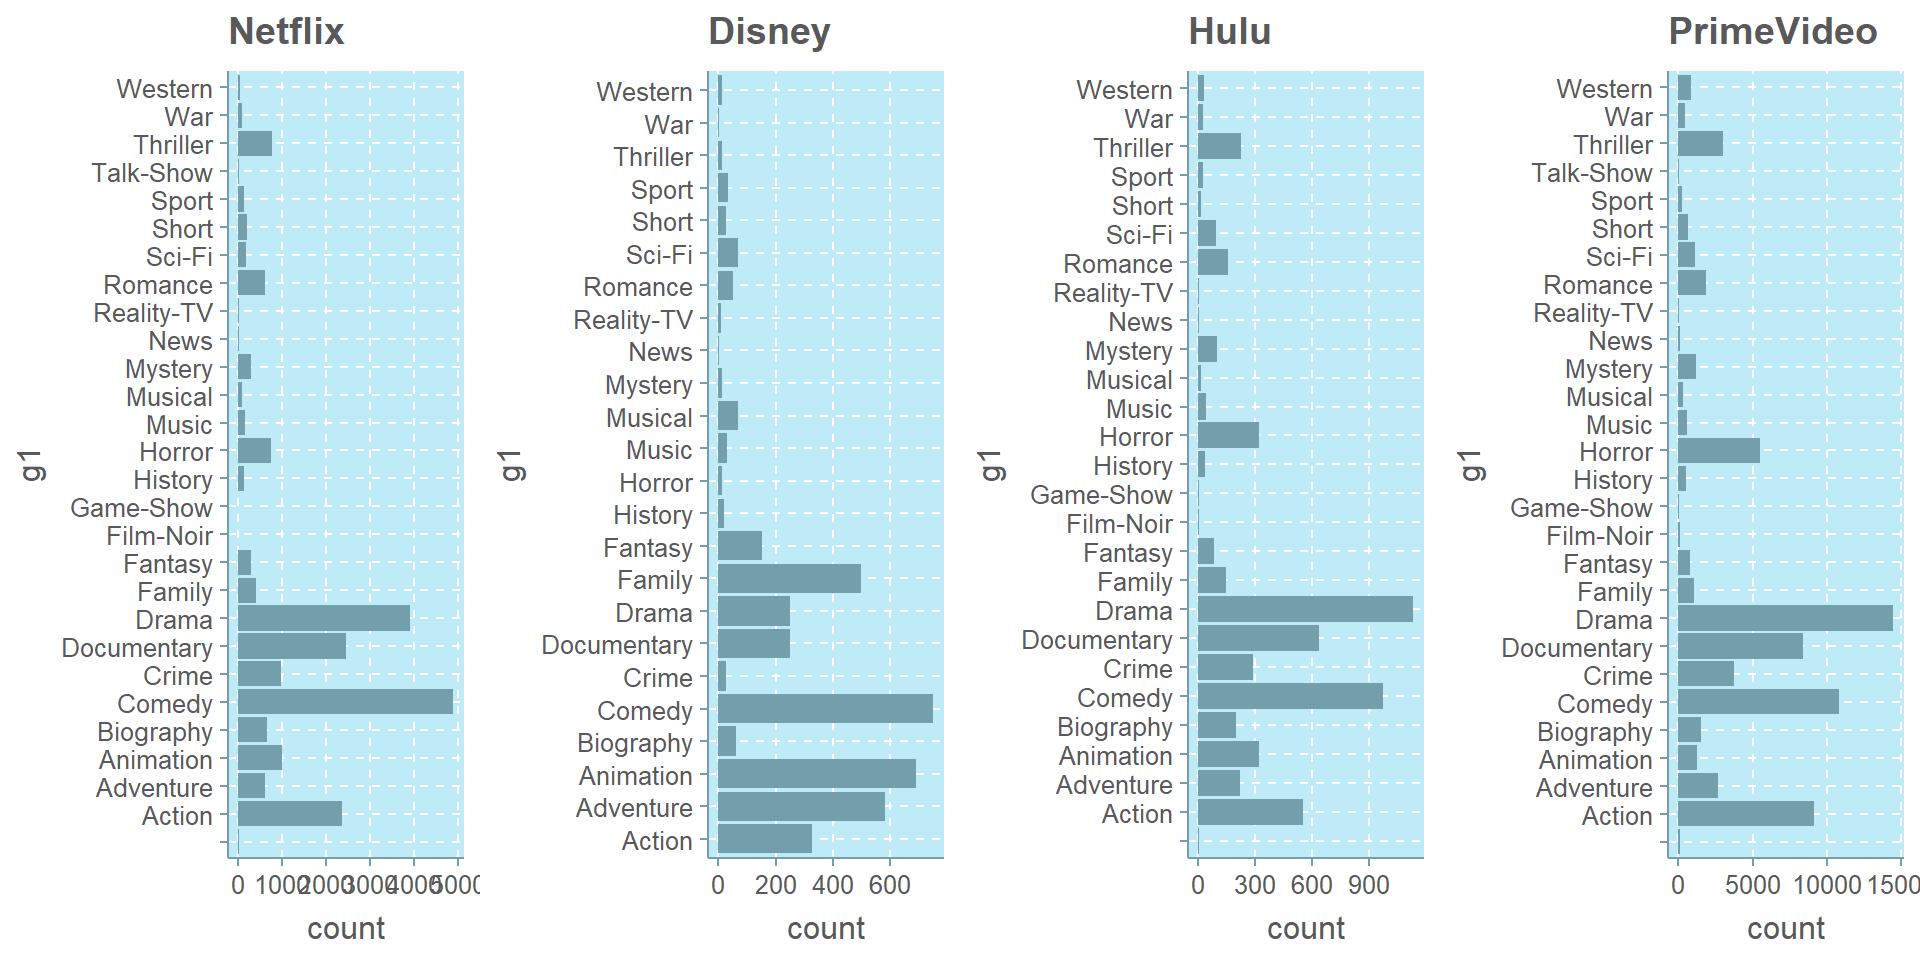 Netflix
Western
War
Thriller
Talk-Show
Sport
Short
Sci-Fi
Romance
Reality-TV
News
Mystery
Musical
Music
Horror
History
Game-Show
Film-Noir
Fantasy
Family
Drama
Documentary
Crime
Comedy
Biography
Animation
Adventure
Action
g1
0 1000 2000 3000 4000 5000
count
Disney
Western
War
Thriller
Sport
Short
Sci-Fi
Romance
Reality-TV
News
Mystery
Musical
Music
Horror
History
Fantasy
Family
Drama
Documentary
Crime
Comedy
Biography
Animation
Adventure
Action
g1
0 200 400 600
count
Hulu
Western
War
Thriller
Sport
Short
Sci-Fi
Romance
Reality-TV
News
Mystery
Musical
Music
Horror
History
Game-Show
Film-Noir
Fantasy
Family
Drama
Documentary
Crime
Comedy
Biography
Animation
Adventure
Action
g1
0 300 600 900
count
PrimeVideo
Western
War
Thriller
Talk-Show
Sport
Short
Sci-Fi
Romance
Reality-TV
News
Mystery
Musical
Music
Horror
History
Game-Show
Film-Noir
Fantasy
Family
Drama
Documentary
Crime
Comedy
Biography
Animation
Adventure
Action
g1
0 5000 10000 1500
count